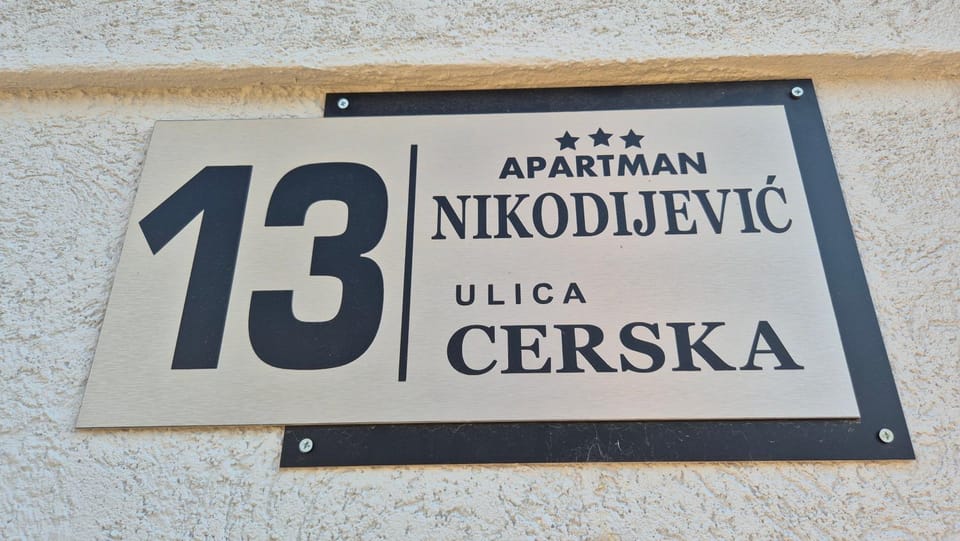 13
APARTMAN
NIKODIJEVIĆ
ULICA
CERSKA